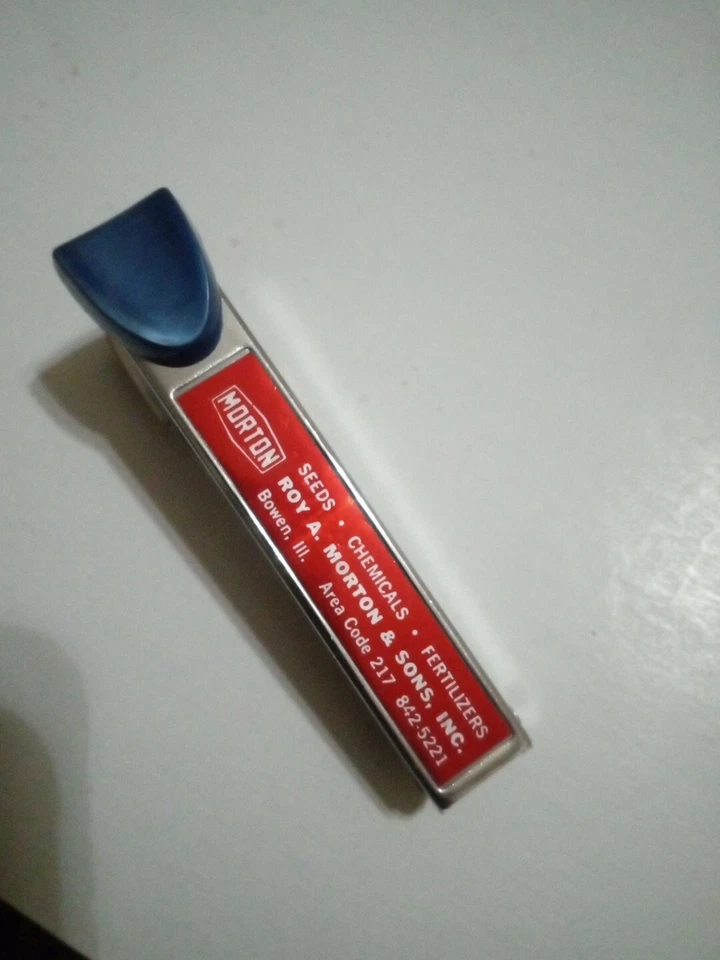 MORTON
SEEDS • CHEMICALS • FERTILIZERS
ROY A. MORTON & SONS, INC.
Bowen, Ill. Area Code 217 842-5221